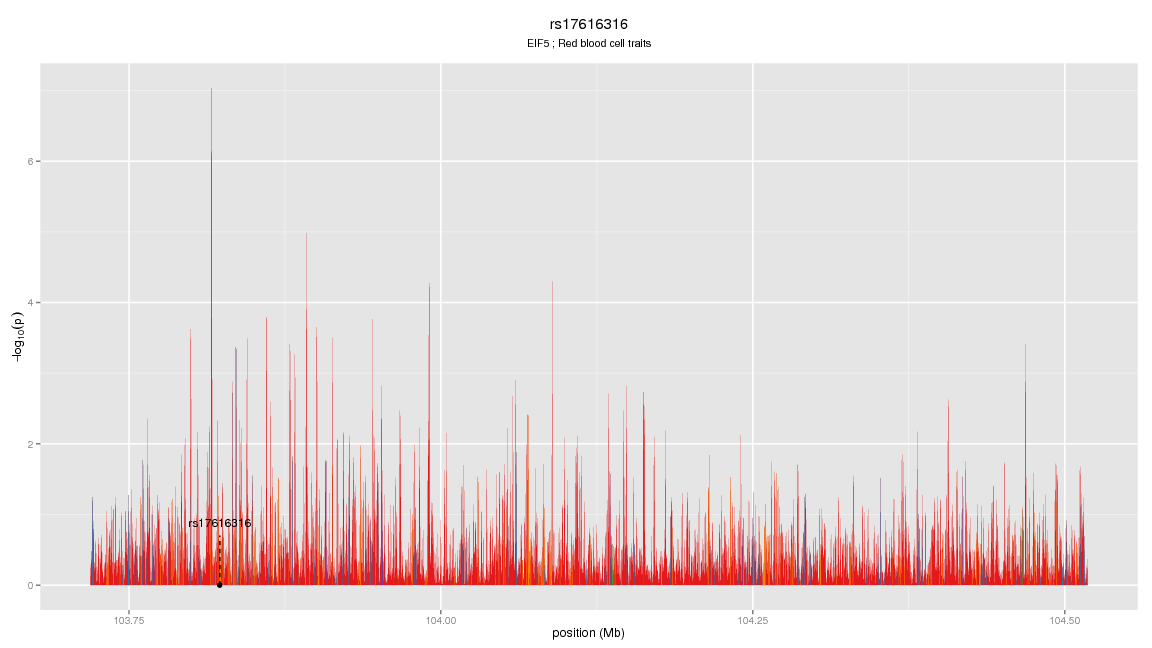 rs17616316
EIF5 ; Red blood cell traits
−log10(p)
6
4
2
0
rs17616316
103.75
104.00
104.25
104.50
position (Mb)